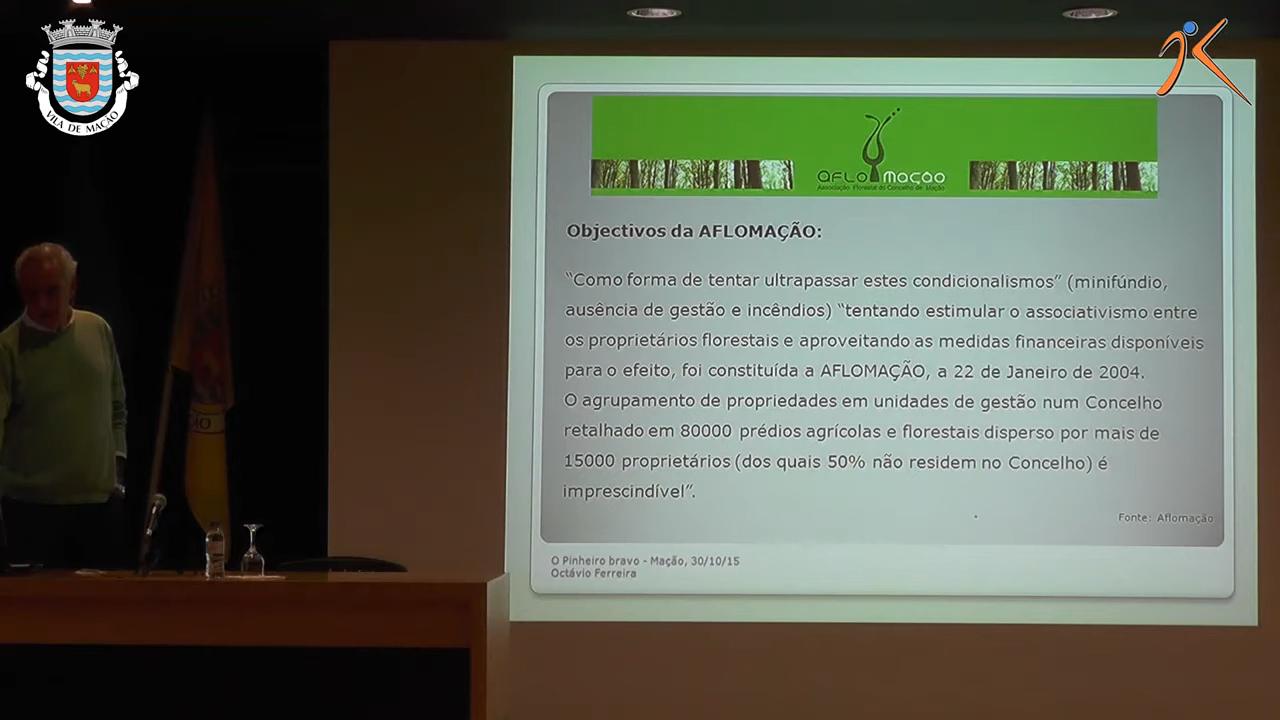 VILA DE MAÇÃO
AFLOMAÇÃO
Associação Florestal do Concelho de Mação
Objectivos da AFLOMAÇÃO:
“Como forma de tentar ultrapassar estes condicionalismos” (minifúndio,
ausência de gestão e incêndios) “tentando estimular o associativismo entre
os proprietários florestais e aproveitando as medidas financeiras disponíveis
para o efeito, foi constituída a AFLOMAÇÃO, a 22 de Janeiro de 2004.
O agrupamento de propriedades em unidades de gestão num Concelho
retalhado em 80000 prédios agrícolas e florestais disperso por mais de
15000 proprietários (dos quais 50% não residem no Concelho) é
imprescindível”.
Fonte: Aflomação
O Pinheiro bravo - Mação, 30/10/15
Octávio Ferreira